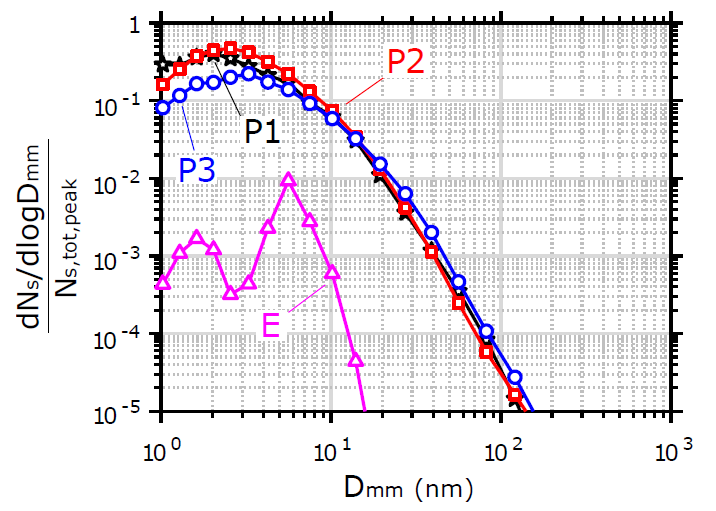 1
10⁻¹
10⁻²
10⁻³
10⁻⁴
10⁻⁵
dNs/dlogDmm
Ns,tot,peak
P2
P1
P3
E
10⁰ 10¹ 10² 10³
Dmm (nm)